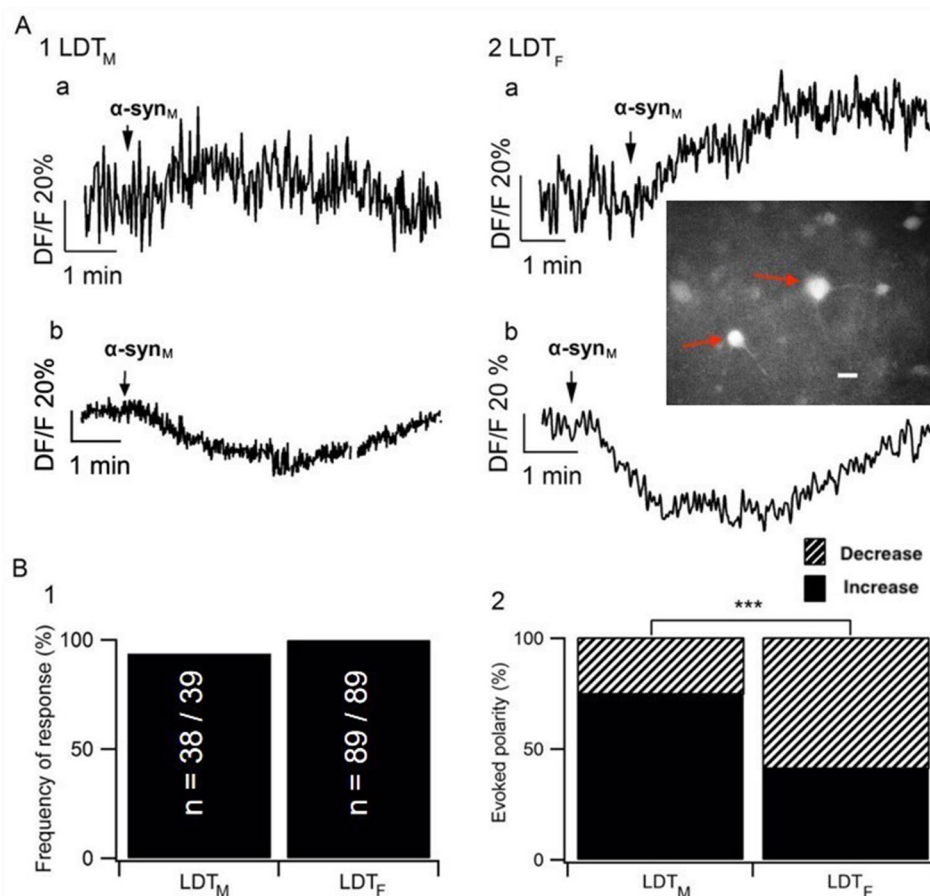 A
1 LDTM
a
α-synM
DF/F 20%
1 min
b
α-synM
DF/F 20%
1 min
2 LDTF
a
α-synM
DF/F 20%
1 min
b
α-synM
DF/F 20 %
1 min
B
1
Frequency of response (%)
100
50
0
n = 38 / 39
n = 89 / 89
LDTM
LDTF
2
Decrease
Increase
***
Evoked polarity (%)
100
50
0
LDTM
LDTF